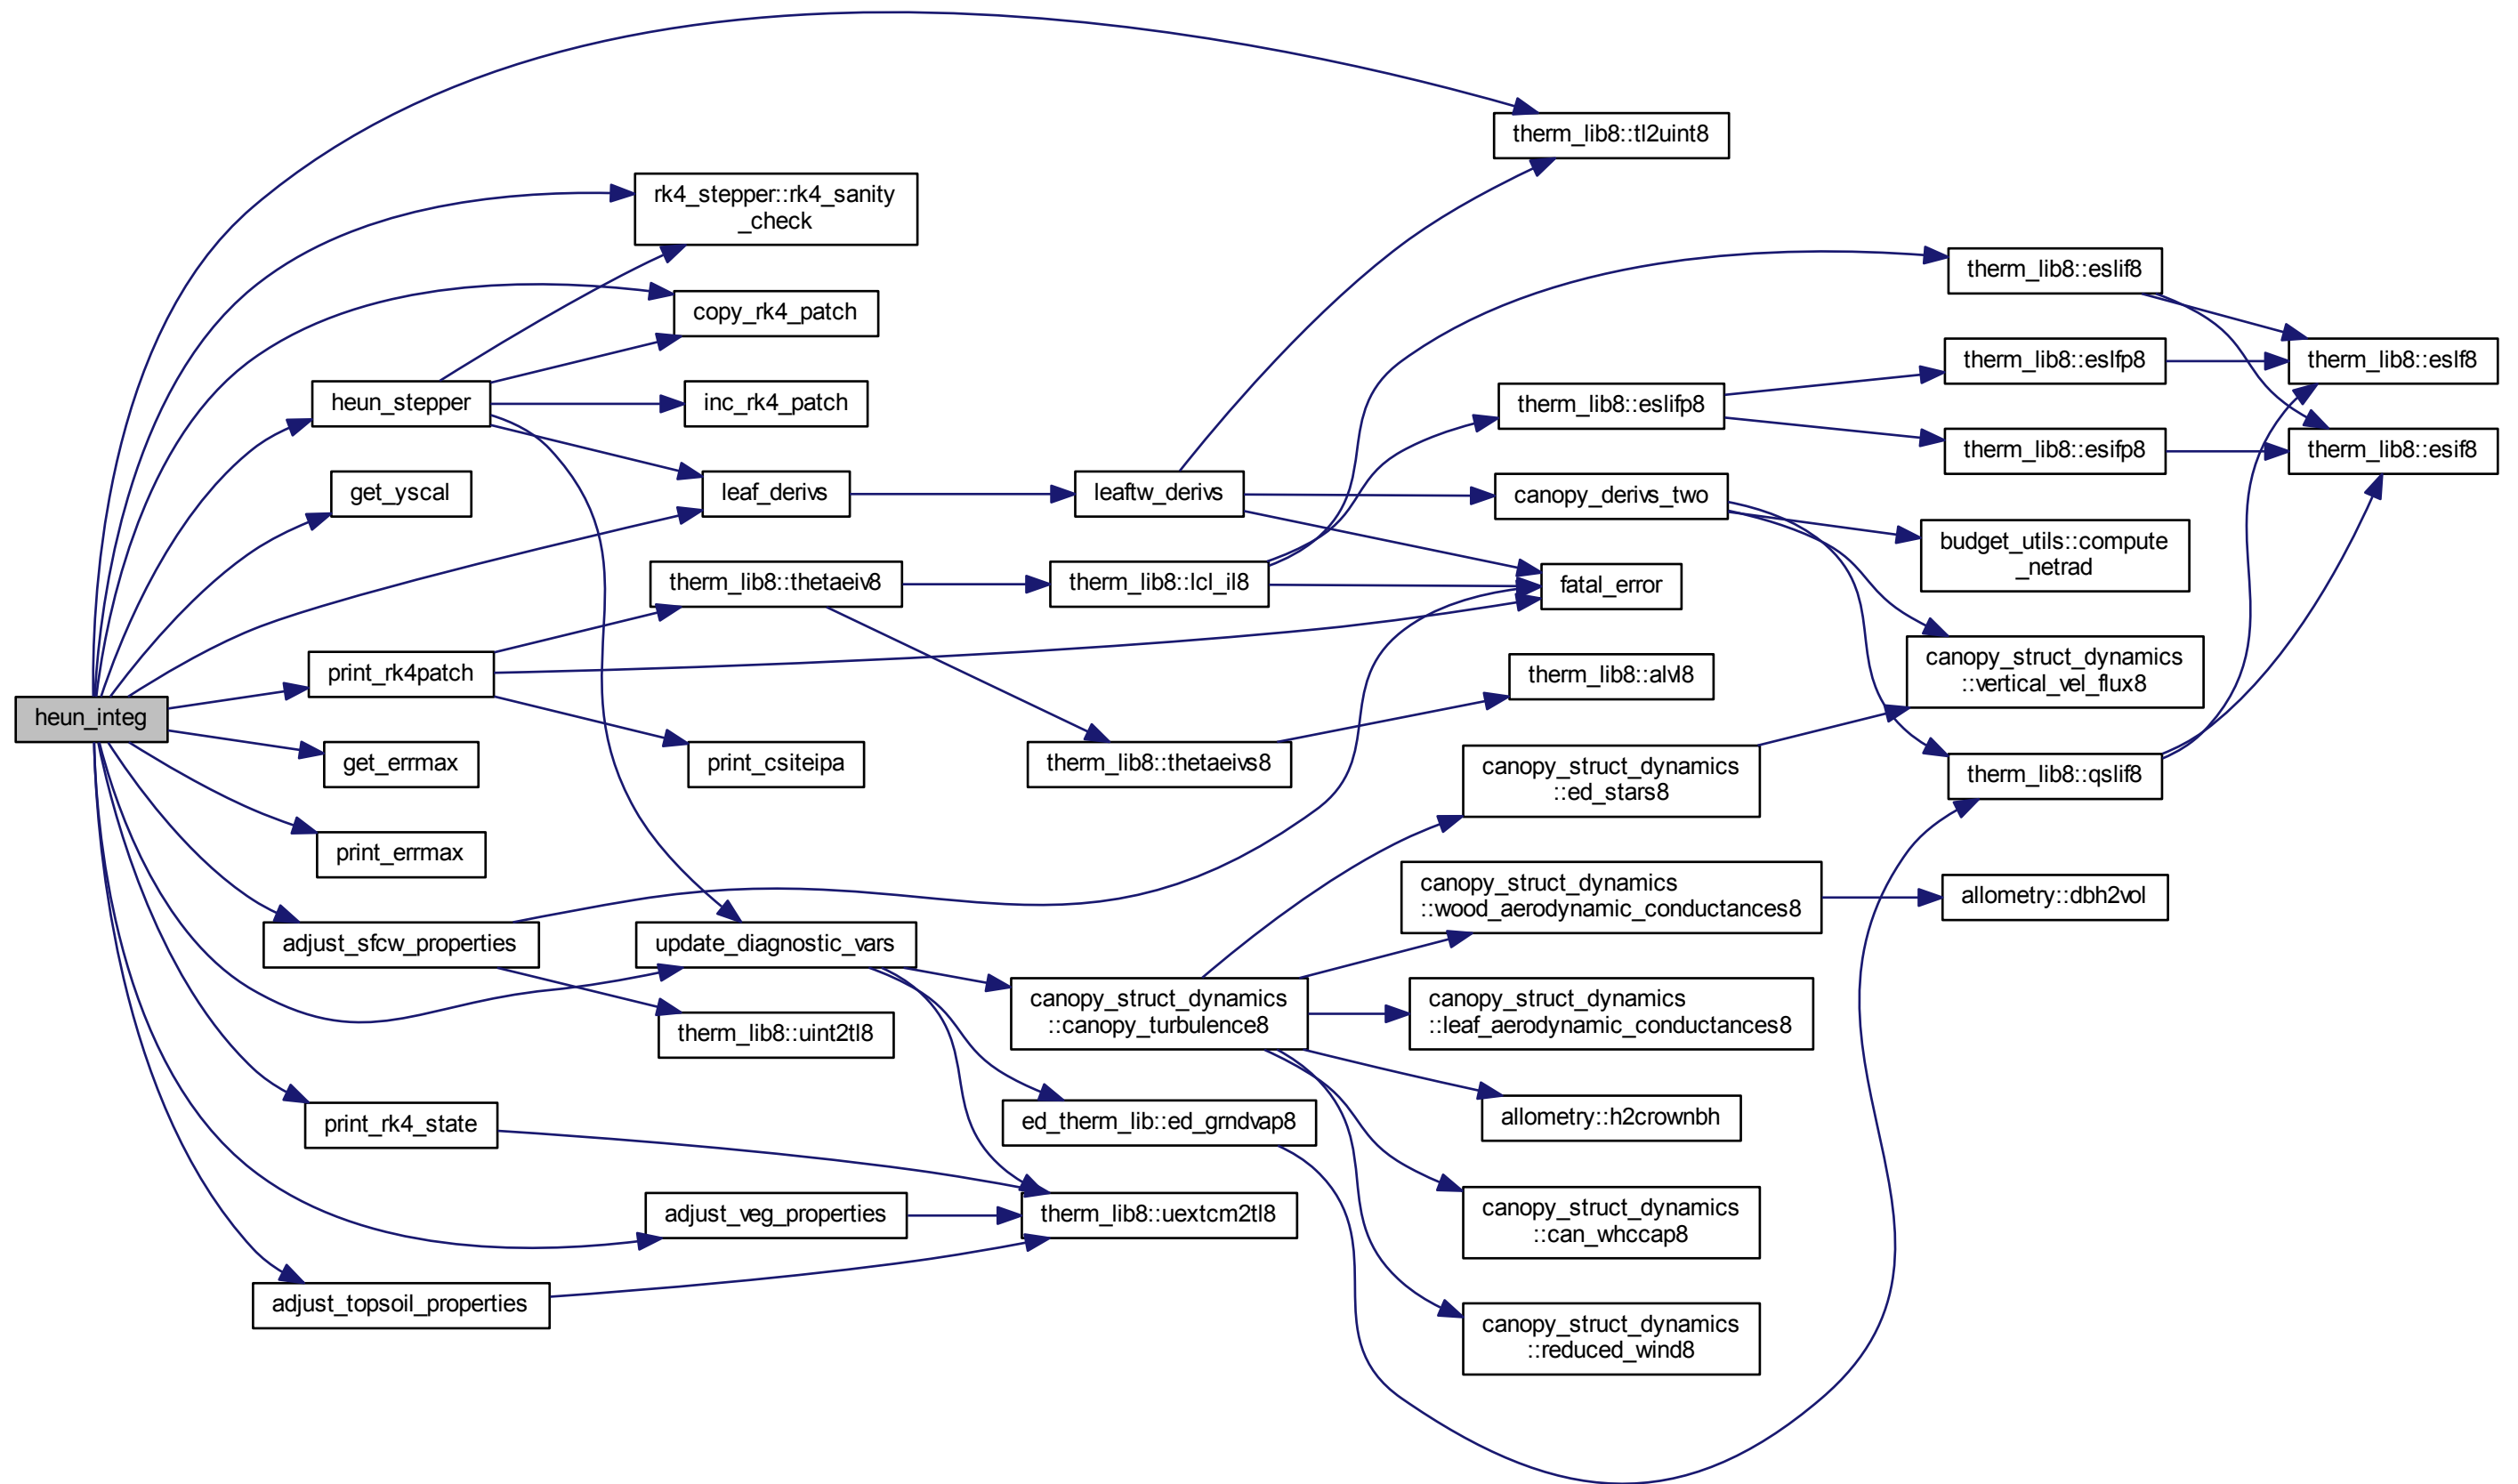 therm_lib8::tl2uint8
rk4_stepper::rk4_sanity
_check
therm_lib8::eslif8
copy_rk4_patch
therm_lib8::eslfp8
therm_lib8::eslf8
heun_stepper
inc_rk4_patch
therm_lib8::eslifp8
therm_lib8::esifp8
therm_lib8::esif8
get_yscal
leaf_derivs
leaftw_derivs
canopy_derivs_two
budget_utils::compute
_netrad
therm_lib8::thetaeiv8
therm_lib8::lcl_il8
fatal_error
print_rk4patch
therm_lib8::alvl8
canopy_struct_dynamics
::vertical_vel_flux8
heun_integ
get_errmax
print_csiteipa
therm_lib8::thetaeivs8
canopy_struct_dynamics
::ed_stars8
therm_lib8::qslif8
print_errmax
canopy_struct_dynamics
::wood_aerodynamic_conductances8
allometry::dbh2vol
adjust_sfcw_properties
update_diagnostic_vars
canopy_struct_dynamics
::canopy_turbulence8
canopy_struct_dynamics
::leaf_aerodynamic_conductances8
therm_lib8::uint2tl8
print_rk4_state
ed_therm_lib::ed_grndvap8
allometry::h2crownbh
adjust_veg_properties
therm_lib8::uextcm2tl8
canopy_struct_dynamics
::can_whccap8
adjust_topsoil_properties
canopy_struct_dynamics
::reduced_wind8